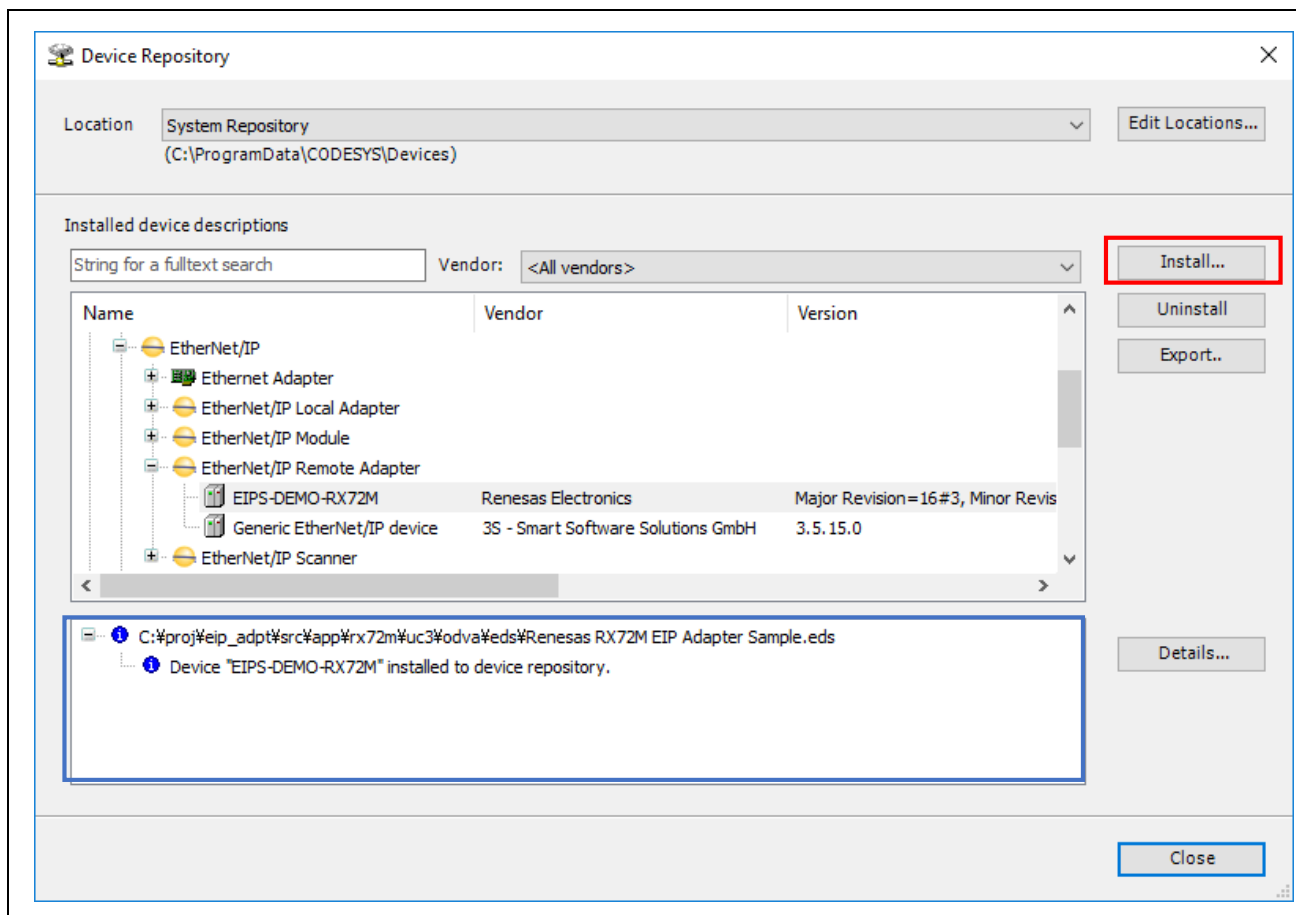 Device Repository
Location
System Repository
Edit Locations...
(C:\ProgramData\CODESYS\Devices)
Installed device descriptions
String for a fulltext search
Vendor:
<All vendors>
Install...
Name
Vendor
Version
Uninstall
EtherNet/IP
Export..
Ethernet Adapter
EtherNet/IP Local Adapter
EtherNet/IP Module
EtherNet/IP Remote Adapter
EIPS-DEMO-RX72M
Renesas Electronics
Major Revision=16#3, Minor Revis
Generic EtherNet/IP device
3S - Smart Software Solutions GmbH
3.5.15.0
EtherNet/IP Scanner
C:¥proj¥eip_adpt¥src¥app¥rx72m¥uc3¥odva¥eds¥Renesas RX72M EIP Adapter Sample.eds
Device "EIPS-DEMO-RX72M" installed to device repository.
Details...
Close